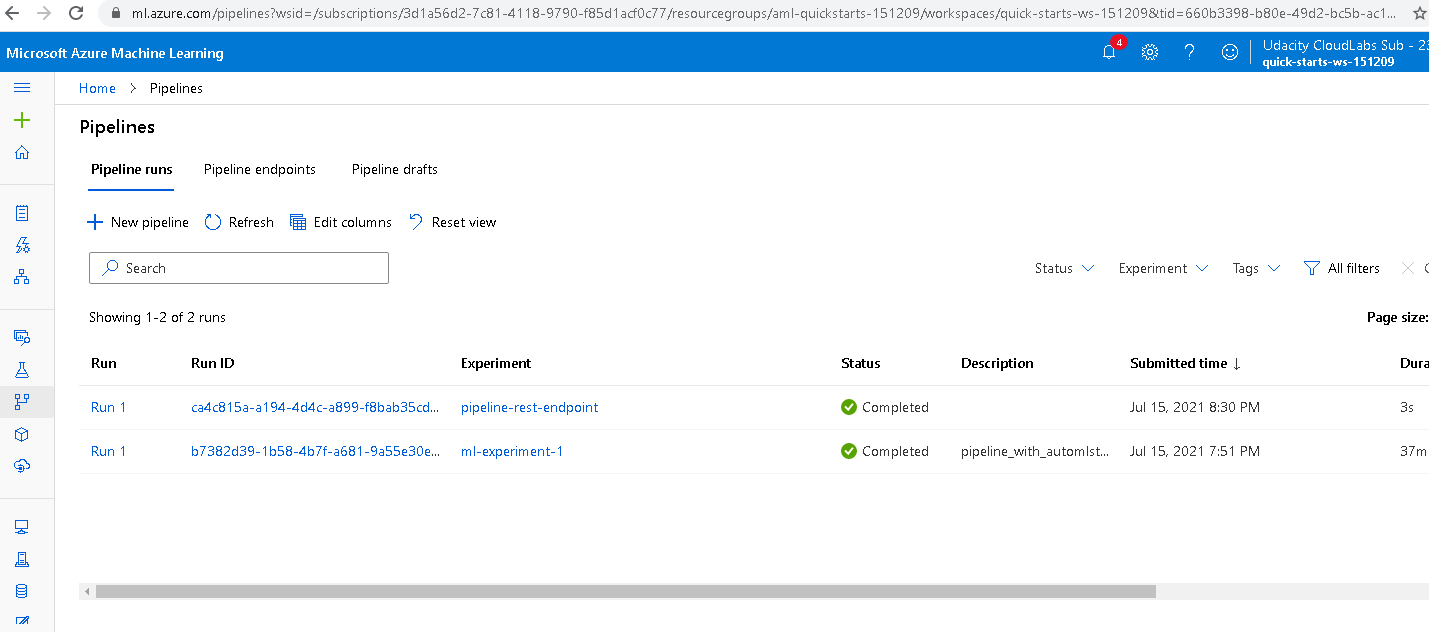 ml.azure.com/pipelines?wsid=/subscriptions/3d1a56d2-7c81-4118-9790-f85d1acf0c77/resourcegroups/aml-quickstarts-151209/workspaces/quick-starts-ws-151209&tid=660b3398-b80e-49d2-bc5b-ac1...
Microsoft Azure Machine Learning
4
Udacity CloudLabs Sub - 23
quick-starts-ws-151209
Home > Pipelines
Pipelines
Pipeline runs Pipeline endpoints Pipeline drafts
New pipeline Refresh Edit columns Reset view
Search
Status Experiment Tags All filters
Showing 1-2 of 2 runs
Page size:
Run Run ID Experiment Status Description Submitted time ↓ Dura
Run 1 ca4c815a-a194-4d4c-a899-f8bab35cd... pipeline-rest-endpoint Completed Jul 15, 2021 8:30 PM 3s
Run 1 b7382d39-1b58-4b7f-a681-9a55e30e... ml-experiment-1 Completed pipeline_with_automlst... Jul 15, 2021 7:51 PM 37m